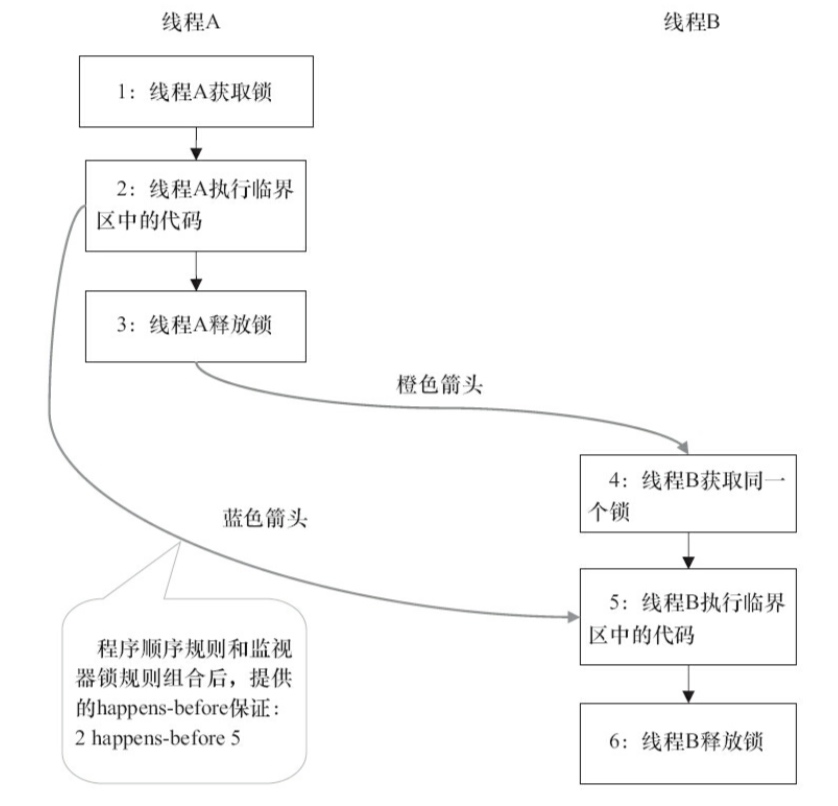 线程A
线程B
1：线程A获取锁
2：线程A执行临界
区中的代码
3：线程A释放锁
橙色箭头
4：线程B获取同一
个锁
蓝色箭头
5：线程B执行临界
区中的代码
程序顺序规则和监视
器锁规则组合后，提供
的happens-before保证：
2 happens-before 5
6：线程B释放锁